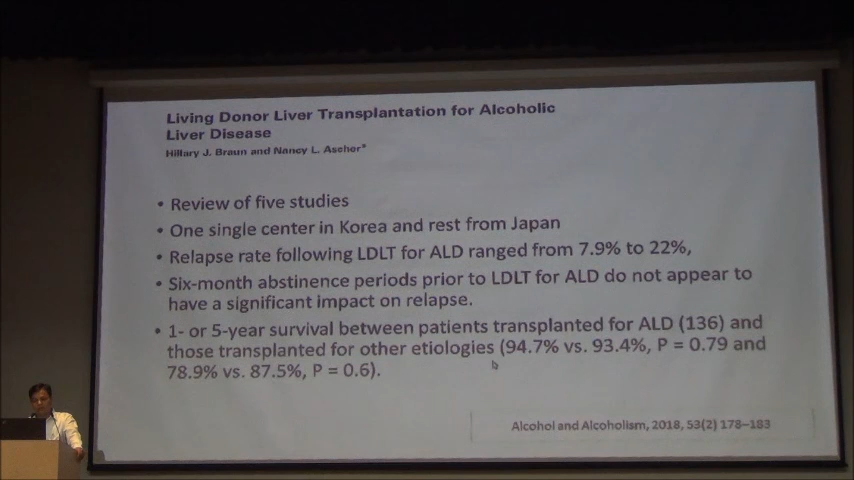 Living Donor Liver Transplantation for Alcoholic
Liver Disease
Hillary J. Braun and Nancy L. Ascher*
• Review of five studies
• One single center in Korea and rest from Japan
• Relapse rate following LDLT for ALD ranged from 7.9% to 22%,
• Six-month abstinence periods prior to LDLT for ALD do not appear to
have a significant impact on relapse.
• 1- or 5-year survival between patients transplanted for ALD (136) and
those transplanted for other etiologies (94.7% vs. 93.4%, P = 0.79 and
78.9% vs. 87.5%, P = 0.6).
Alcohol and Alcoholism, 2018, 53(2) 178–183